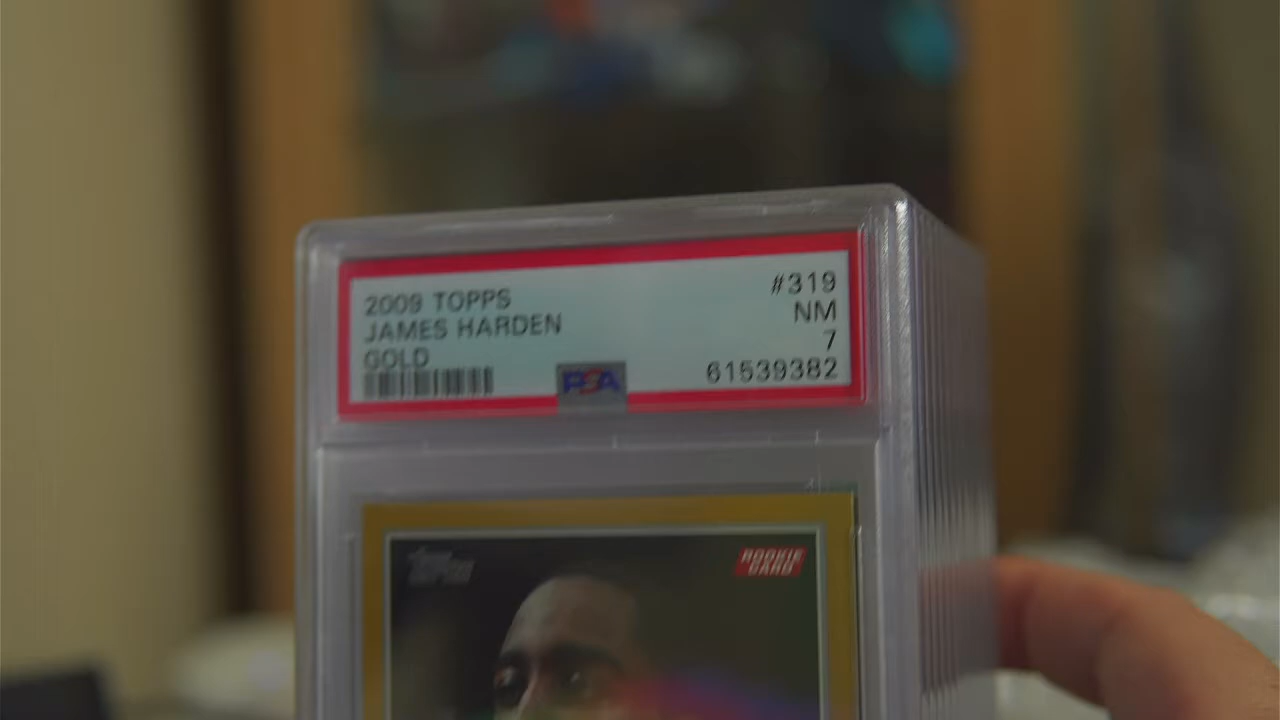 2009 TOPPS #319
JAMES HARDEN NM
GOLD 7
PSA 61539382
ROOKIE
CARD